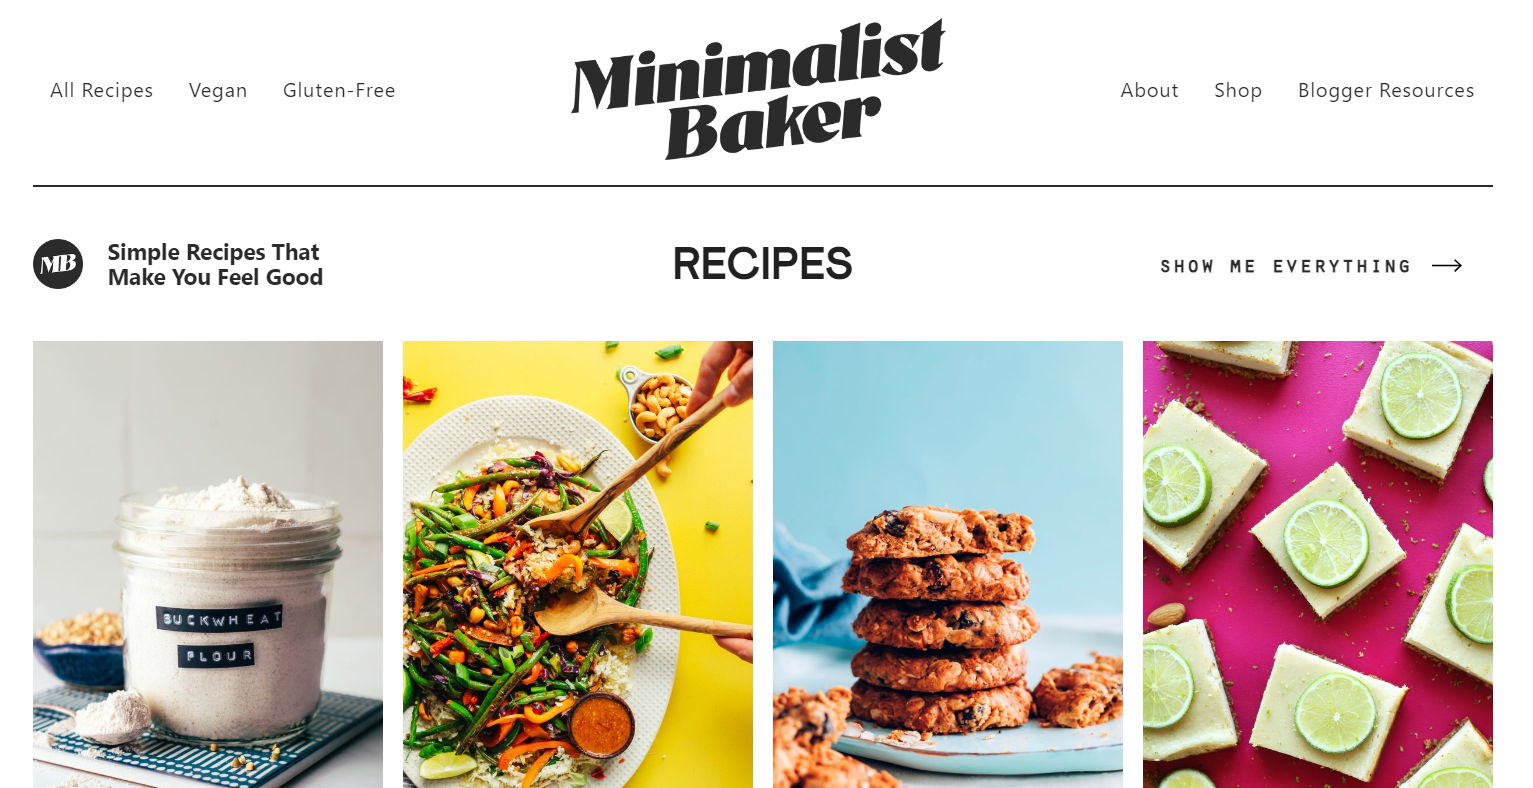 All Recipes
Vegan
Gluten-Free
Minimalist
Baker
About
Shop
Blogger Resources
MB
Simple Recipes That
Make You Feel Good
RECIPES
SHOW ME EVERYTHING
BUCKWHEAT
FLOUR